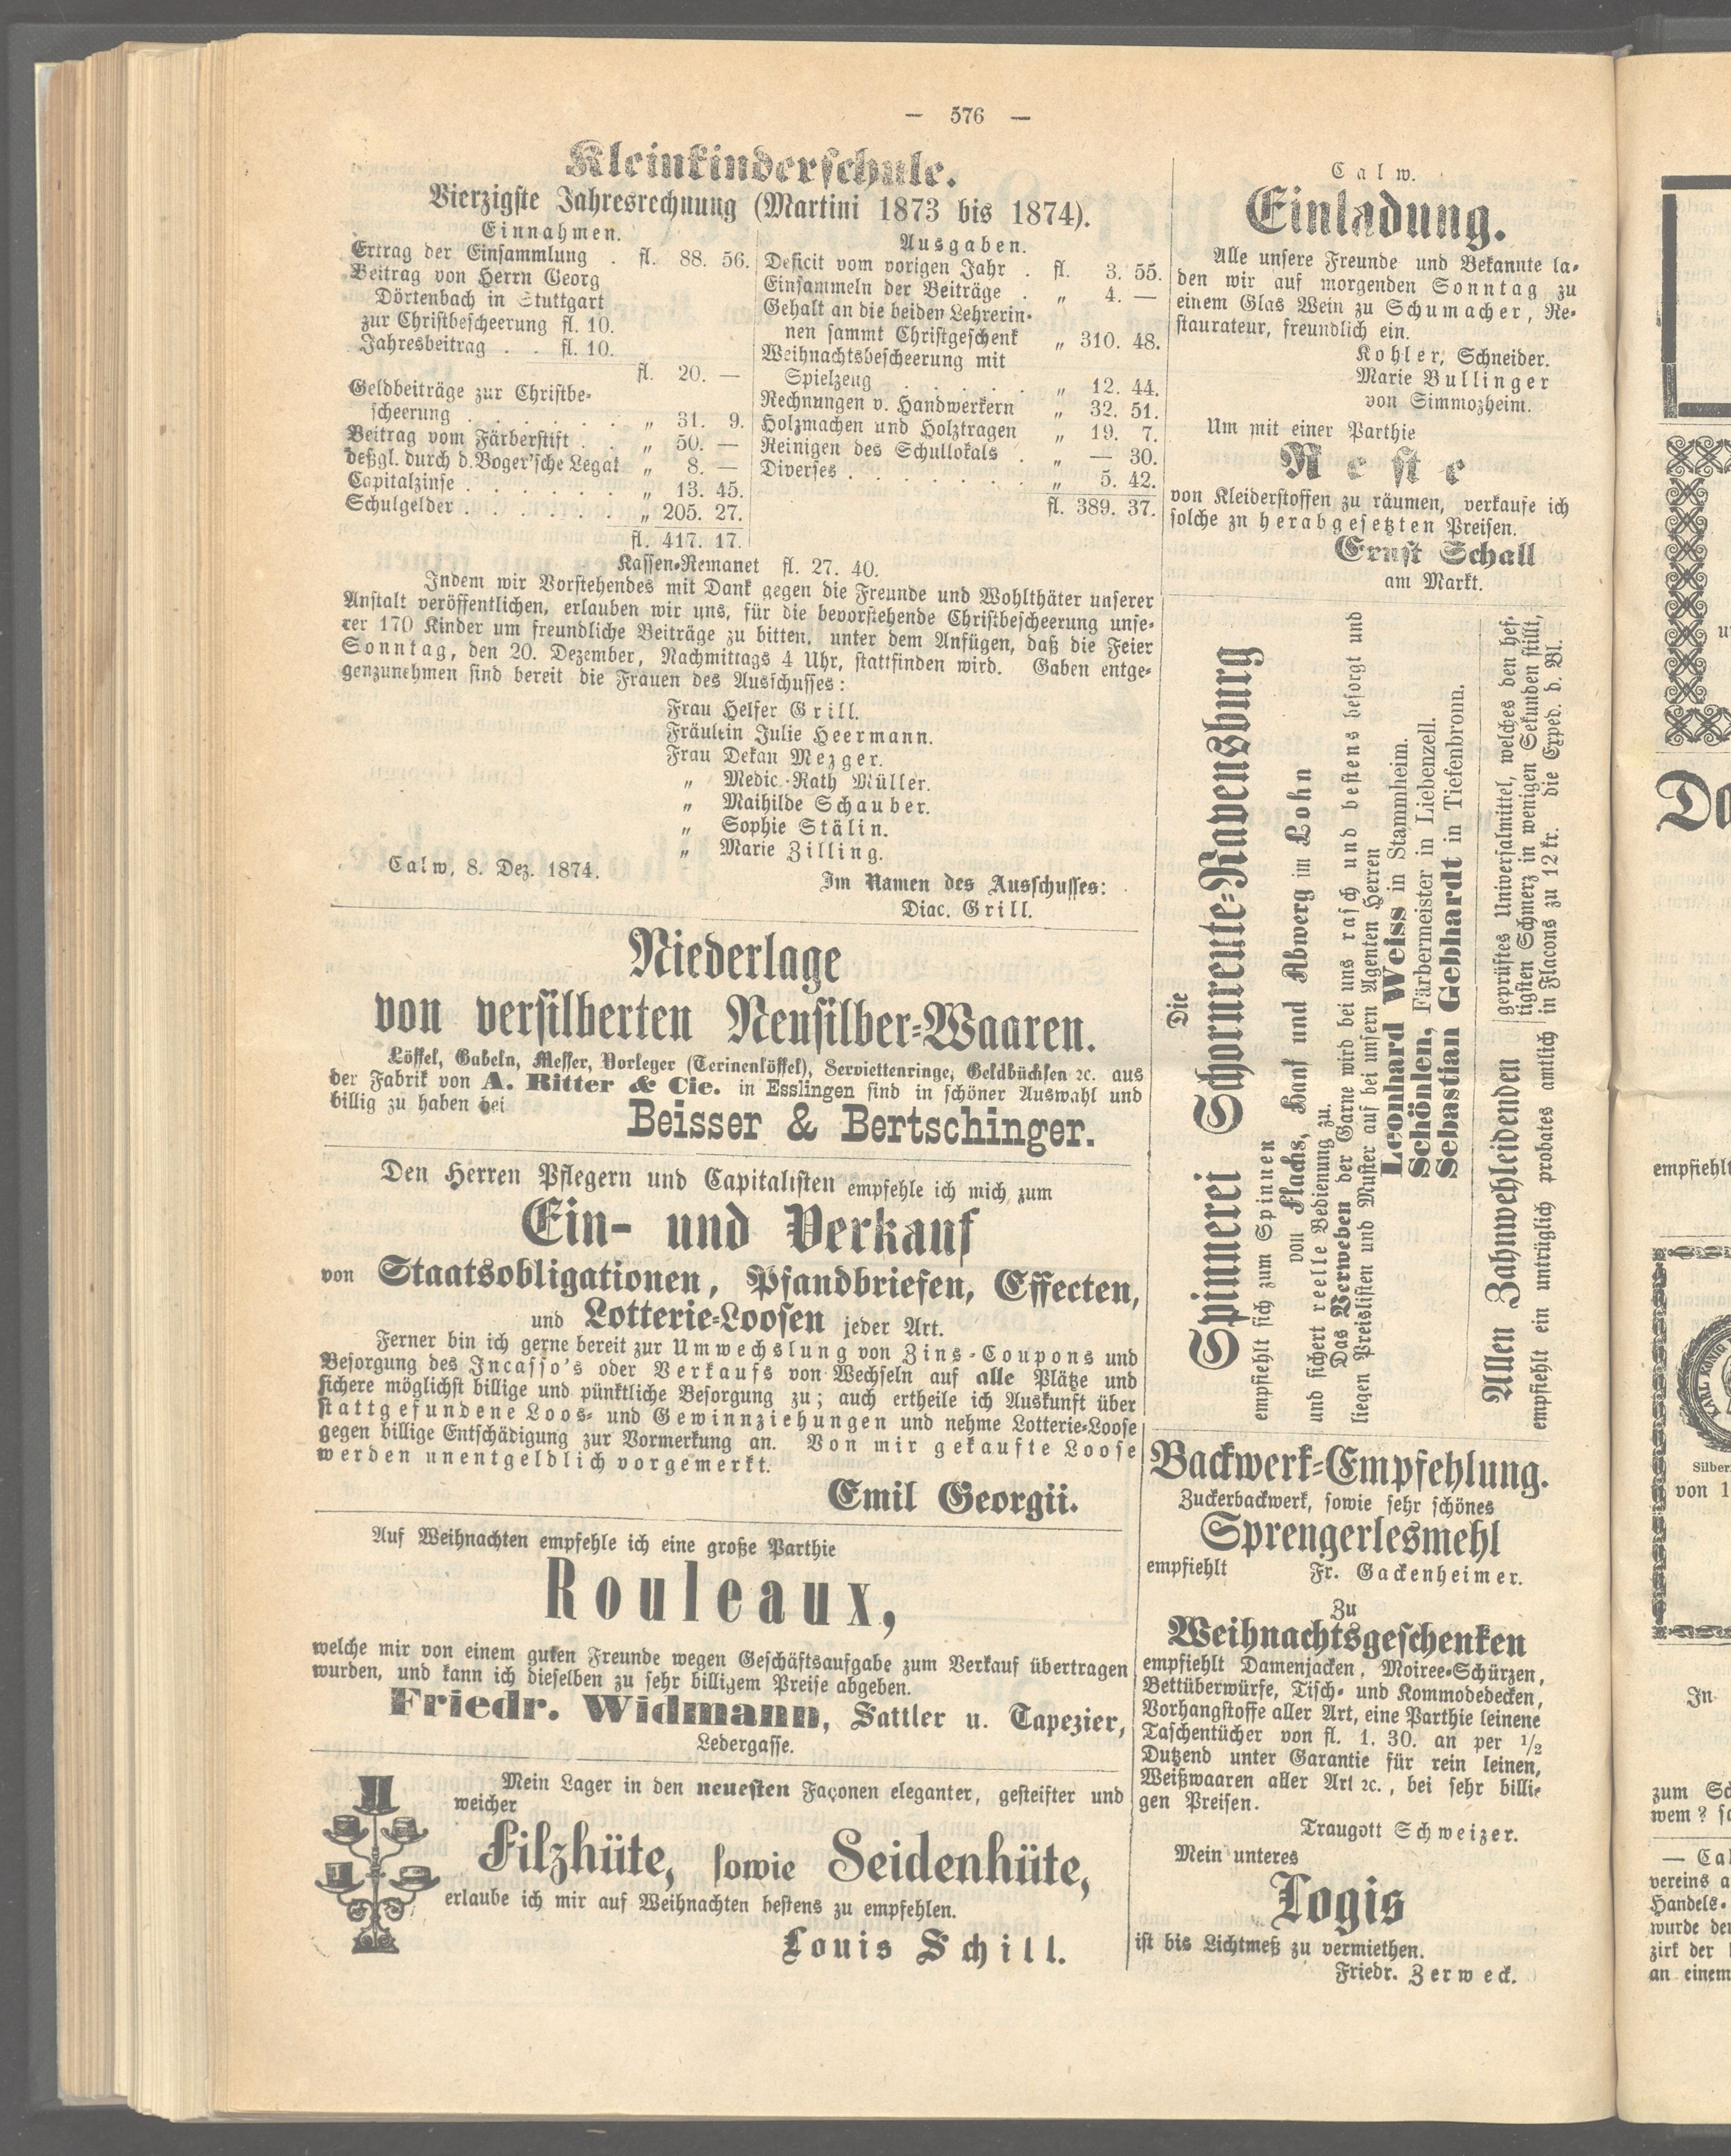 — 576 —
Kleinkinderschule.
Vierzigste Jahresrechnung (Martini 1873 bis 1874).
Einnahmen.
Ertrag der Einsammlung . fl. 88. 56.
Beitrag von Herrn Georg
Dörtenbach in Stuttgart
zur Christbescheerung fl. 10.
Jahresbeitrag . . fl. 10.
fl. 20. —
Geldbeiträge zur Christbe-
scheerung . . . . . . „ 31. 9.
Beitrag vom Färberstift . . „ 50. —
deßgl. durch d. Boger'sche Legat „ 8. —
Capitalzinse . . . . . . „ 13. 45.
Schulgelder . . . . . . „ 205. 27.
fl. 417. 17.
Ausgaben.
Deficit vom vorigen Jahr . fl. 3. 55.
Einsammeln der Beiträge . „ 4. —
Gehalt an die beiden Lehrerin-
nen sammt Christgeschenk „ 310. 48.
Weihnachtsbescheerung mit
Spielzeug . . . . . . „ 12. 44.
Rechnungen v. Handwerkern „ 32. 51.
Holzmachen und Holztragen „ 19. 7.
Reinigen des Schullokals . „ — 30.
Diverses . . . . . . . „ 5. 42.
fl. 389. 37.
Kassen-Remanet fl. 27. 40.
Indem wir Vorstehendes mit Dank gegen die Freunde und Wohlthäter unserer
Anstalt veröffentlichen, erlauben wir uns, für die bevorstehende Christbescheerung unse-
rer 170 Kinder um freundliche Beiträge zu bitten, unter dem Anfügen, daß die Feier
Sonntag, den 20. Dezember, Nachmittags 4 Uhr, stattfinden wird. Gaben entge-
genzunehmen sind bereit die Frauen des Ausschusses:
Frau Helfer Grill.
Fräulein Julie Heermann.
Frau Dekan Mezger.
„ Medic.-Rath Müller.
„ Mathilde Schauber.
„ Sophie Stälin.
„ Marie Zilling.
Calw, 8. Dez. 1874.
Im Namen des Ausschusses:
Diac. Grill.
Niederlage
von versilberten Neusilber-Waaren.
Löffel, Gabeln, Messer, Vorleger (Terinenlöffel), Serviettenringe, Geldbüchsen ꝛc. aus
der Fabrik von A. Ritter & Cie. in Esslingen sind in schöner Auswahl und
billig zu haben bei
Beisser & Bertschinger.
Den Herren Pflegern und Capitalisten empfehle ich mich zum
Ein- und Verkauf
von Staatsobligationen, Pfandbriefen, Effecten,
und Lotterie-Loosen jeder Art.
Ferner bin ich gerne bereit zur Umwechslung von Zins-Coupons und
Besorgung des Incasso's oder Verkaufs von Wechseln auf alle Plätze und
sichere möglichst billige und pünktliche Besorgung zu; auch ertheile ich Auskunft über
stattgefundene Loos- und Gewinnziehungen und nehme Lotterie-Loose
gegen billige Entschädigung zur Vormerkung an. Von mir gekaufte Loose
werden unentgeldlich vorgemerkt.
Emil Georgii.
Auf Weihnachten empfehle ich eine große Parthie
Rouleaux,
welche mir von einem guten Freunde wegen Geschäftsaufgabe zum Verkauf übertragen
wurden, und kann ich dieselben zu sehr billigem Preise abgeben.
Friedr. Widmann, Sattler u. Tapezier,
Ledergasse.
Mein Lager in den neuesten Façonen eleganter, gesteifter und
weicher
Filzhüte, sowie Seidenhüte,
erlaube ich mir auf Weihnachten bestens zu empfehlen.
Louis Schill.
Calw.
Einladung.
Alle unsere Freunde und Bekannte la-
den wir auf morgenden Sonntag zu
einem Glas Wein zu Schumacher, Re-
staurateur, freundlich ein.
Kohler, Schneider.
Marie Bullinger
von Simmozheim.
Um mit einer Parthie
Reste
von Kleiderstoffen zu räumen, verkaufe ich
solche zu herabgesetzten Preisen.
Ernst Schall
am Markt.
Die
Spinnerei Schornreute-Ravensburg
empfiehlt sich zum Spinnen
von Flachs, Hanf und Abwerg im Lohn
und sichert reelle Bedienung zu.
Das Verweben der Garne wird bei uns rasch und bestens besorgt und
liegen Preislisten und Muster auf bei unsern Agenten Herren
Leonhard Weiss in Stammheim.
Schönlen, Färbermeister in Liebenzell.
Sebastian Gebhardt in Tiefenbronn.
Allen Zahnwehleidenden
empfiehlt ein untrüglich probates amtlich
geprüftes Universalmittel, welches den hef-
tigsten Schmerz in wenigen Sekunden stillt,
in Flacons zu 12 kr. die Exped. d. Bl.
Backwerk-Empfehlung.
Zuckerbackwerk, sowie sehr schönes
Sprengerlesmehl
empfiehlt Fr. Gackenheimer.
Zu
Weihnachtsgeschenken
empfiehlt Damenjacken, Moiree-Schürzen,
Bettüberwürfe, Tisch- und Kommodedecken,
Vorhangstoffe aller Art, eine Parthie leinene
Taschentücher von fl. 1. 30. an per 1/2
Dutzend unter Garantie für rein leinen,
Weißwaaren aller Art ꝛc., bei sehr billi-
gen Preisen.
Traugott Schweizer.
Mein unteres
Logis
ist bis Lichtmeß zu vermiethen.
Friedr. Zerweck.
Da
empfiehlt
KARL KÖNIG
Silber
von 1
In
zum Sc
wem? s
— Cal
vereins a
Handels-
wurde de
zirk der
an einem